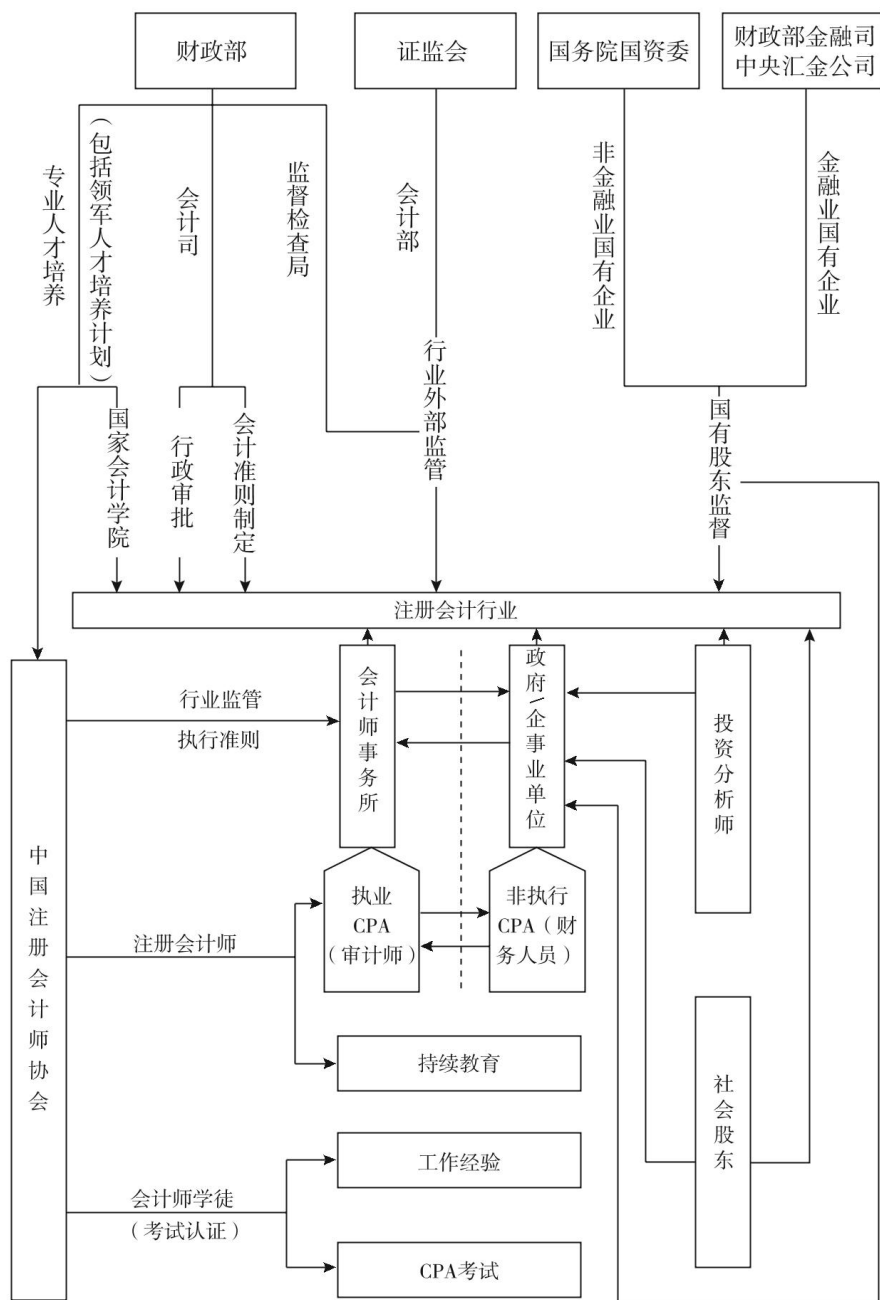 财政部
证监会
国务院国资委
财政部金融司
中央汇金公司
专业人才培养
（包括领军人才培养计划）
会计司
监督检查局
会计部
非金融业国有企业
金融业国有企业
国家会计学院
行政审批
会计准则制定
行业外部监管
国有股东监督
注册会计行业
行业监管
执行准则
会计师事务所
政府\企事业单位
投资分析师
中国注册会计师协会
注册会计师
执业
CPA
（审计师）
非执行
CPA（财
务人员）
持续教育
社会股东
工作经验
会计师学徒
（考试认证）
CPA考试